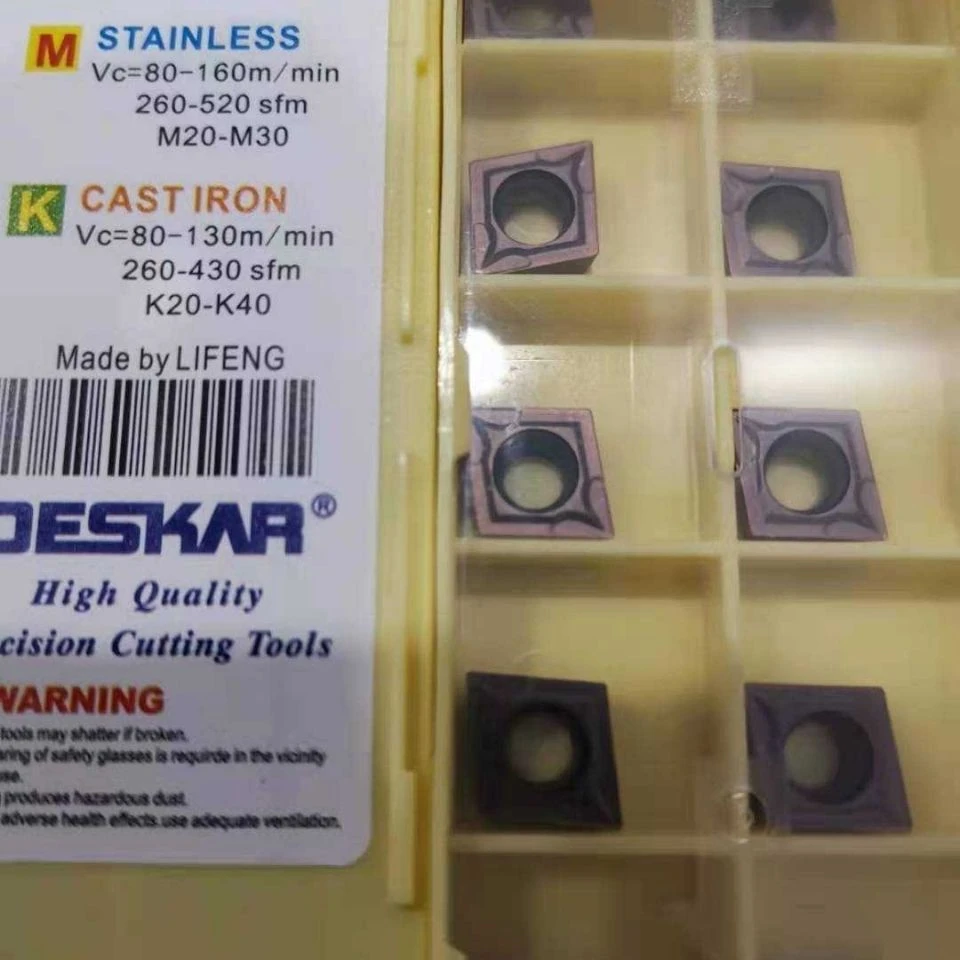 M STAINLESS
Vc=80-160m/min
260-520 sfm
M20-M30
K CAST IRON
Vc=80-130m/min
260-430 sfm
K20-K40
Made by LIFENG
DESKAR®
High Quality
cision Cutting Tools
WARNING
tools may shatter if broken.
aring of safety glasses is requirde in the vicinity
use.
produces hazardous dust.
adverse health effects.use adequate ventilation.